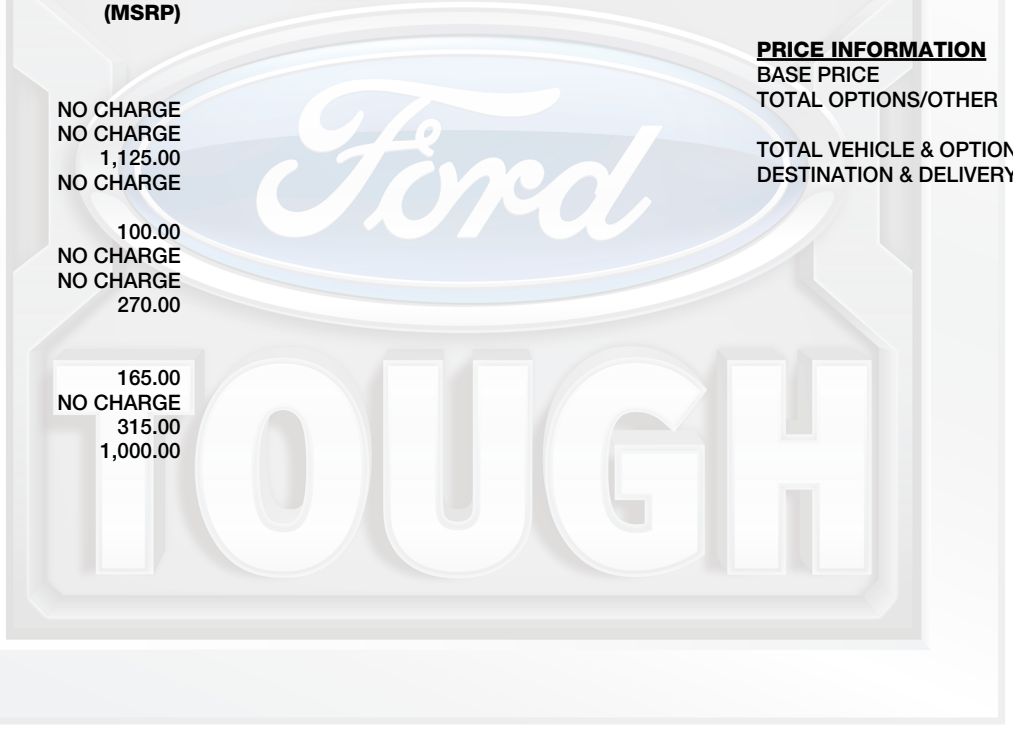 (MSRP)
NO CHARGE
NO CHARGE
1,125.00
NO CHARGE
100.00
NO CHARGE
NO CHARGE
270.00
165.00
NO CHARGE
315.00
1,000.00
PRICE INFORMATION
BASE PRICE
TOTAL OPTIONS/OTHER
TOTAL VEHICLE & OPTION
DESTINATION & DELIVERY
Ford
TOUGH